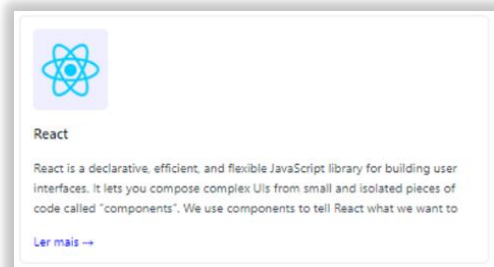 React
React is a declarative, efficient, and flexible JavaScript library for building user
interfaces. It lets you compose complex UIs from small and isolated pieces of
code called "components". We use components to tell React what we want to
Ler mais →